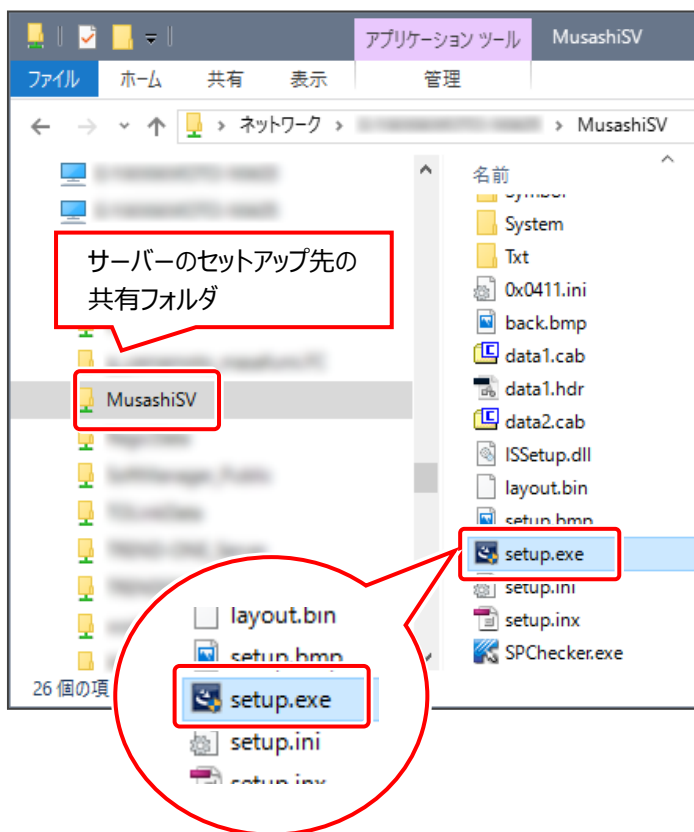 アプリケーション ツール
MusashiSV
ファイル
ホーム
共有
表示
管理
ネットワーク
MusashiSV
名前
System
Txt
0x0411.ini
back.bmp
data1.cab
data1.hdr
data2.cab
ISSetup.dll
layout.bin
setup.bmp
setup.exe
setup.ini
setup.inx
SPChecker.exe
サーバーのセットアップ先の
共有フォルダ
MusashiSV
26 個の項
layout.bin
setup.bmp
setup.exe
setup.ini
setup.inx